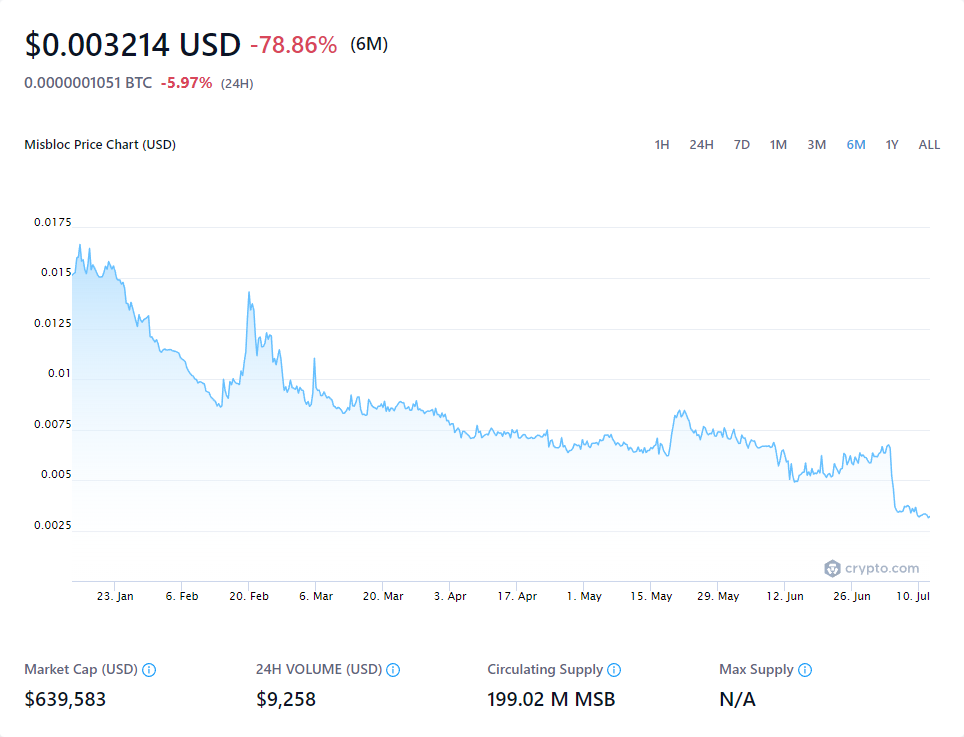 $0.003214 USD -78.86% (6M)
0.0000001051 BTC -5.97% (24H)
Misbloc Price Chart (USD) 1H 24H 7D 1M 3M 6M 1Y ALL
0.0175
0.015
0.0125
0.01
0.0075
0.005
0.0025
crypto.com
23. Jan 6. Feb 20. Feb 6. Mar 20. Mar 3. Apr 17. Apr 1. May 15. May 29. May 12. Jun 26. Jun 10. Jul
Market Cap (USD) 24H VOLUME (USD) Circulating Supply Max Supply
$639,583 $9,258 199.02 M MSB N/A